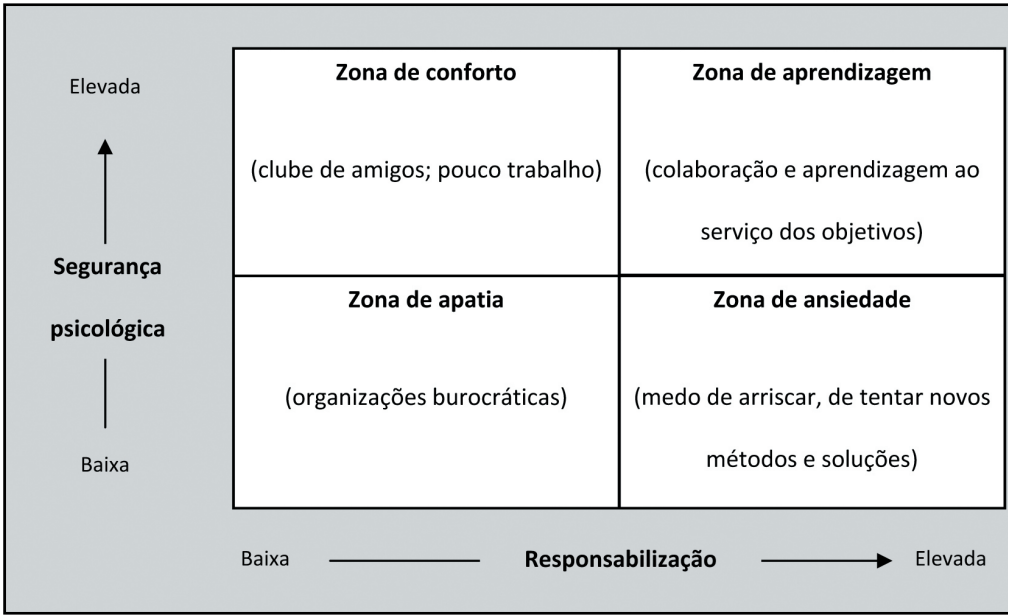 Elevada
Segurança
psicológica
Baixa
Zona de conforto
(clube de amigos; pouco trabalho)
Zona de aprendizagem
(colaboração e aprendizagem ao
serviço dos objetivos)
Zona de apatia
(organizações burocráticas)
Zona de ansiedade
(medo de arriscar, de tentar novos
métodos e soluções)
Baixa
Responsabilização
Elevada